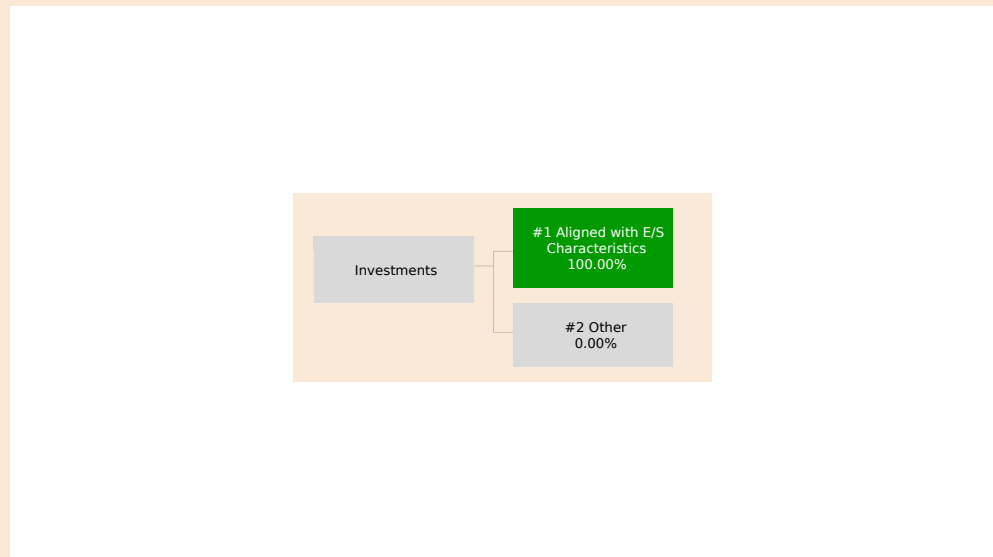 Investments
#1 Aligned with E/S
Characteristics
100.00%
#2 Other
0.00%